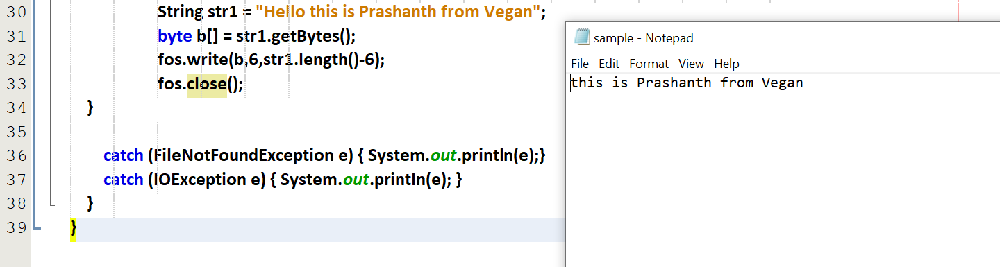 30 String str1 = "Hello this is Prashanth from Vegan";
31 byte b[] = str1.getBytes();
32 fos.write(b,6,str1.length()-6);
33 fos.close();
34 }
35
36 catch (FileNotFoundException e) { System.out.println(e);}
37 catch (IOException e) { System.out.println(e); }
38 }
39 }
sample - Notepad
File Edit Format View Help
this is Prashanth from Vegan